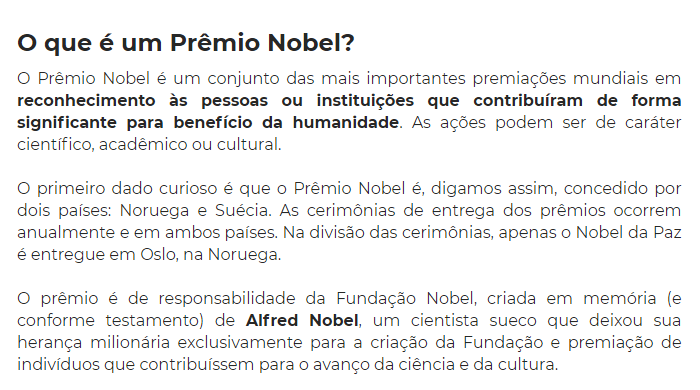 O que é um Prêmio Nobel?
O Prêmio Nobel é um conjunto das mais importantes premiações mundiais em
reconhecimento às pessoas ou instituições que contribuíram de forma
significante para benefício da humanidade. As ações podem ser de caráter
científico, acadêmico ou cultural.
O primeiro dado curioso é que o Prêmio Nobel é, digamos assim, concedido por
dois países: Noruega e Suécia. As cerimônias de entrega dos prêmios ocorrem
anualmente e em ambos países. Na divisão das cerimônias, apenas o Nobel da Paz
é entregue em Oslo, na Noruega.
O prêmio é de responsabilidade da Fundação Nobel, criada em memória (e
conforme testamento) de Alfred Nobel, um cientista sueco que deixou sua
herança milionária exclusivamente para a criação da Fundação e premiação de
indivíduos que contribuíssem para o avanço da ciência e da cultura.